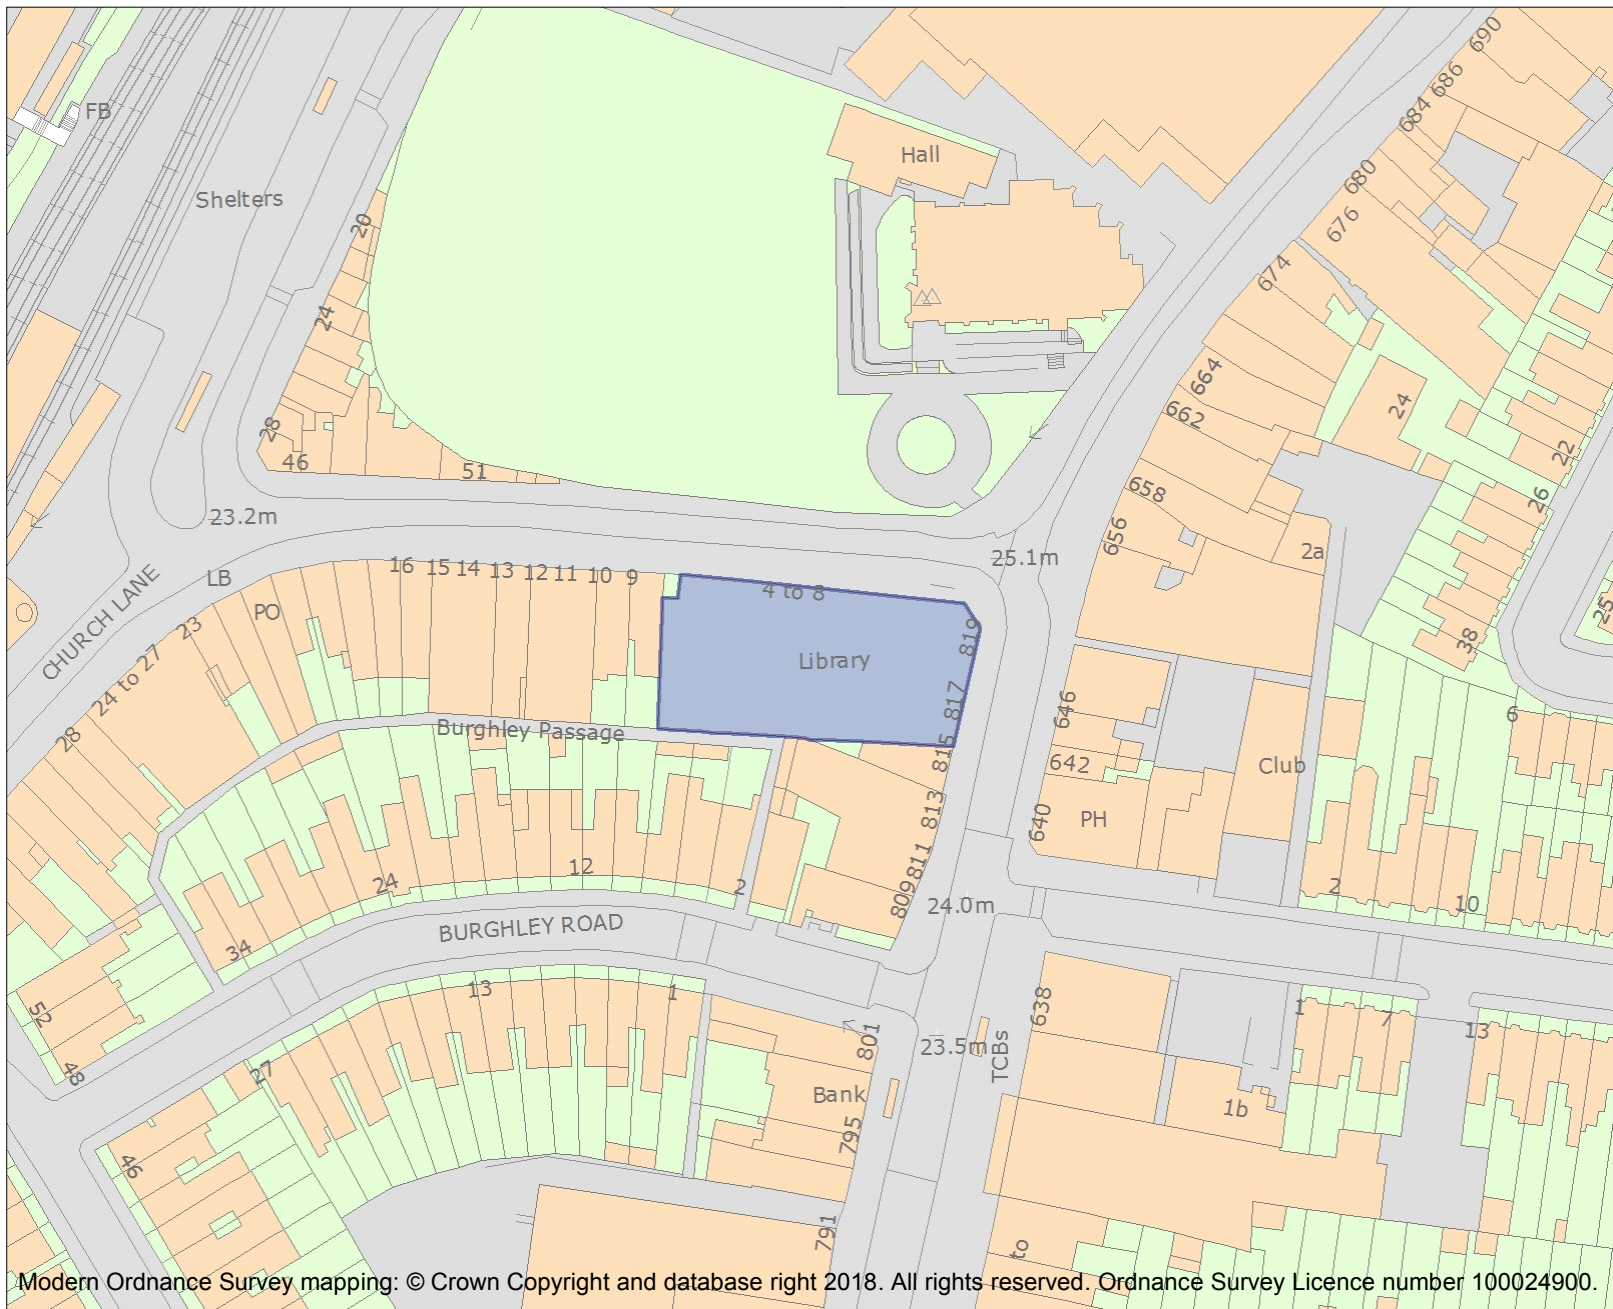 690
686
684
FB
Hall
680
Shelters
676
20
674
24
664
662
24
22
28
46
51
658
26
23.2m
656
25.1m
2a
16 15 14 13 12 11 10 9
LB
4 to 8
CHURCH LANE
PO
25
23
819
38
Library
24 to 27
817
646
6
28
Burghley Passage
815
642
Club
813
640
PH
811
12
24
2
2
809
24.0m
10
BURGHLEY ROAD
34
13
1
638
1
7
52
801
23.5m
TCBs
13
48
27
Bank
1b
795
46
791
to
Modern Ordnance Survey mapping: © Crown Copyright and database right 2018. All rights reserved. Ordnance Survey Licence number 100024900.